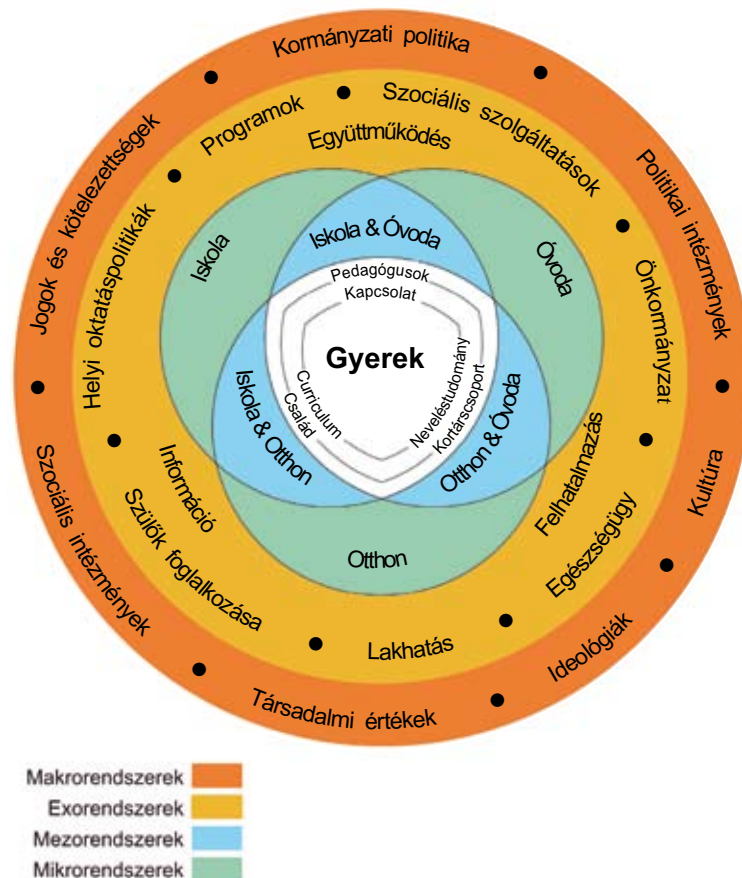 Kormányzati politika
Politikai intézmények
Kultúra
Ideológiák
Társadalmi értékek
Szociális intézmények
Jogok és kötelezettségek
Programok
Szociális szolgáltatások
Önkormányzat
Egészségügy
Lakhatás
Szülők foglalkozása
Helyi oktatáspolitikák
Együttműködés
Felhatalmazás
Információ
Iskola
Iskola & Óvoda
Óvoda
Pedagógusok
Kapcsolat
Gyerek
Curriculum
Család
Neveléstudomány
Kortárscsoport
Iskola & Otthon
Otthon & Óvoda
Otthon
Makrorendszerek
Exorendszerek
Mezorendszerek
Mikrorendszerek